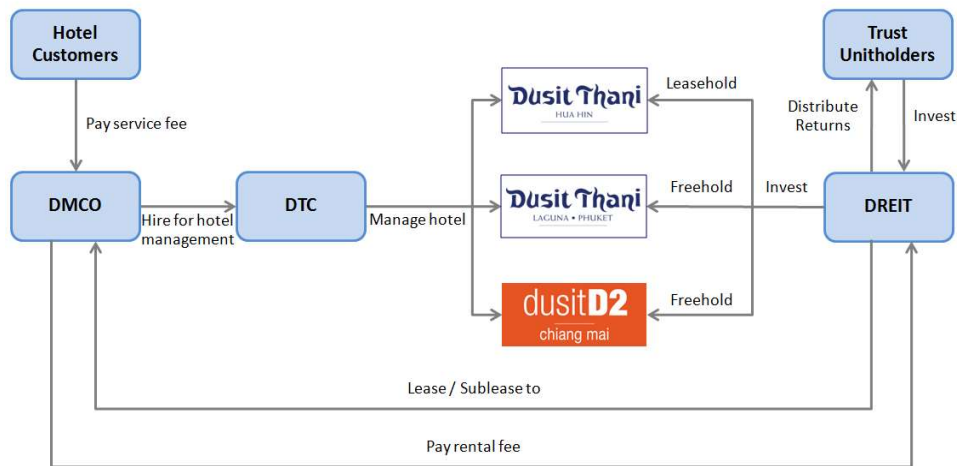 Hotel
Customers
Trust
Unitholders
Pay service fee
Dusit Thani
HUA HIN
Leasehold
Distribute
Returns
Invest
DMCO
Hire for hotel
management
DTC
Manage hotel
Dusit Thani
LAGUNA • PHUKET
Freehold
Invest
DREIT
dusitD2
chiang mai
Freehold
Lease / Sublease to
Pay rental fee